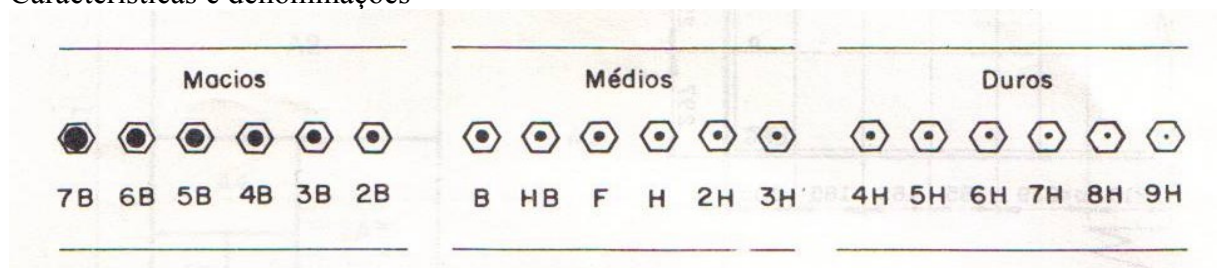 Características e denominações
Macios Médios Duros
7B 6B 5B 4B 3B 2B B HB F H 2H 3H 4H 5H 6H 7H 8H 9H